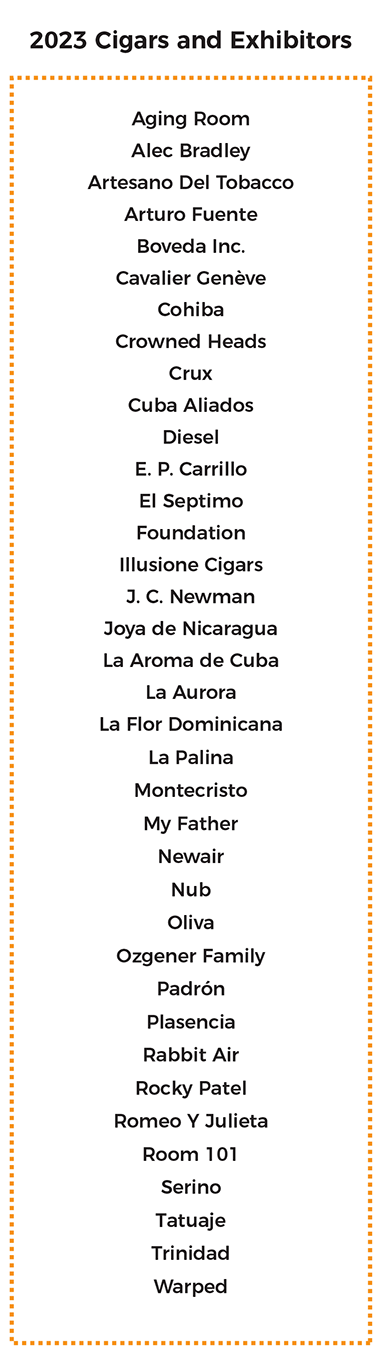 2023 Cigars and Exhibitors
Aging Room
Alec Bradley
Artesano Del Tobacco
Arturo Fuente
Boveda Inc.
Cavalier Genève
Cohiba
Crowned Heads
Crux
Cuba Aliados
Diesel
E. P. Carrillo
El Septimo
Foundation
Illusione Cigars
J. C. Newman
Joya de Nicaragua
La Aroma de Cuba
La Aurora
La Flor Dominicana
La Palina
Montecristo
My Father
Newair
Nub
Oliva
Ozgener Family
Padrón
Plasencia
Rabbit Air
Rocky Patel
Romeo Y Julieta
Room 101
Serino
Tatuaje
Trinidad
Warped